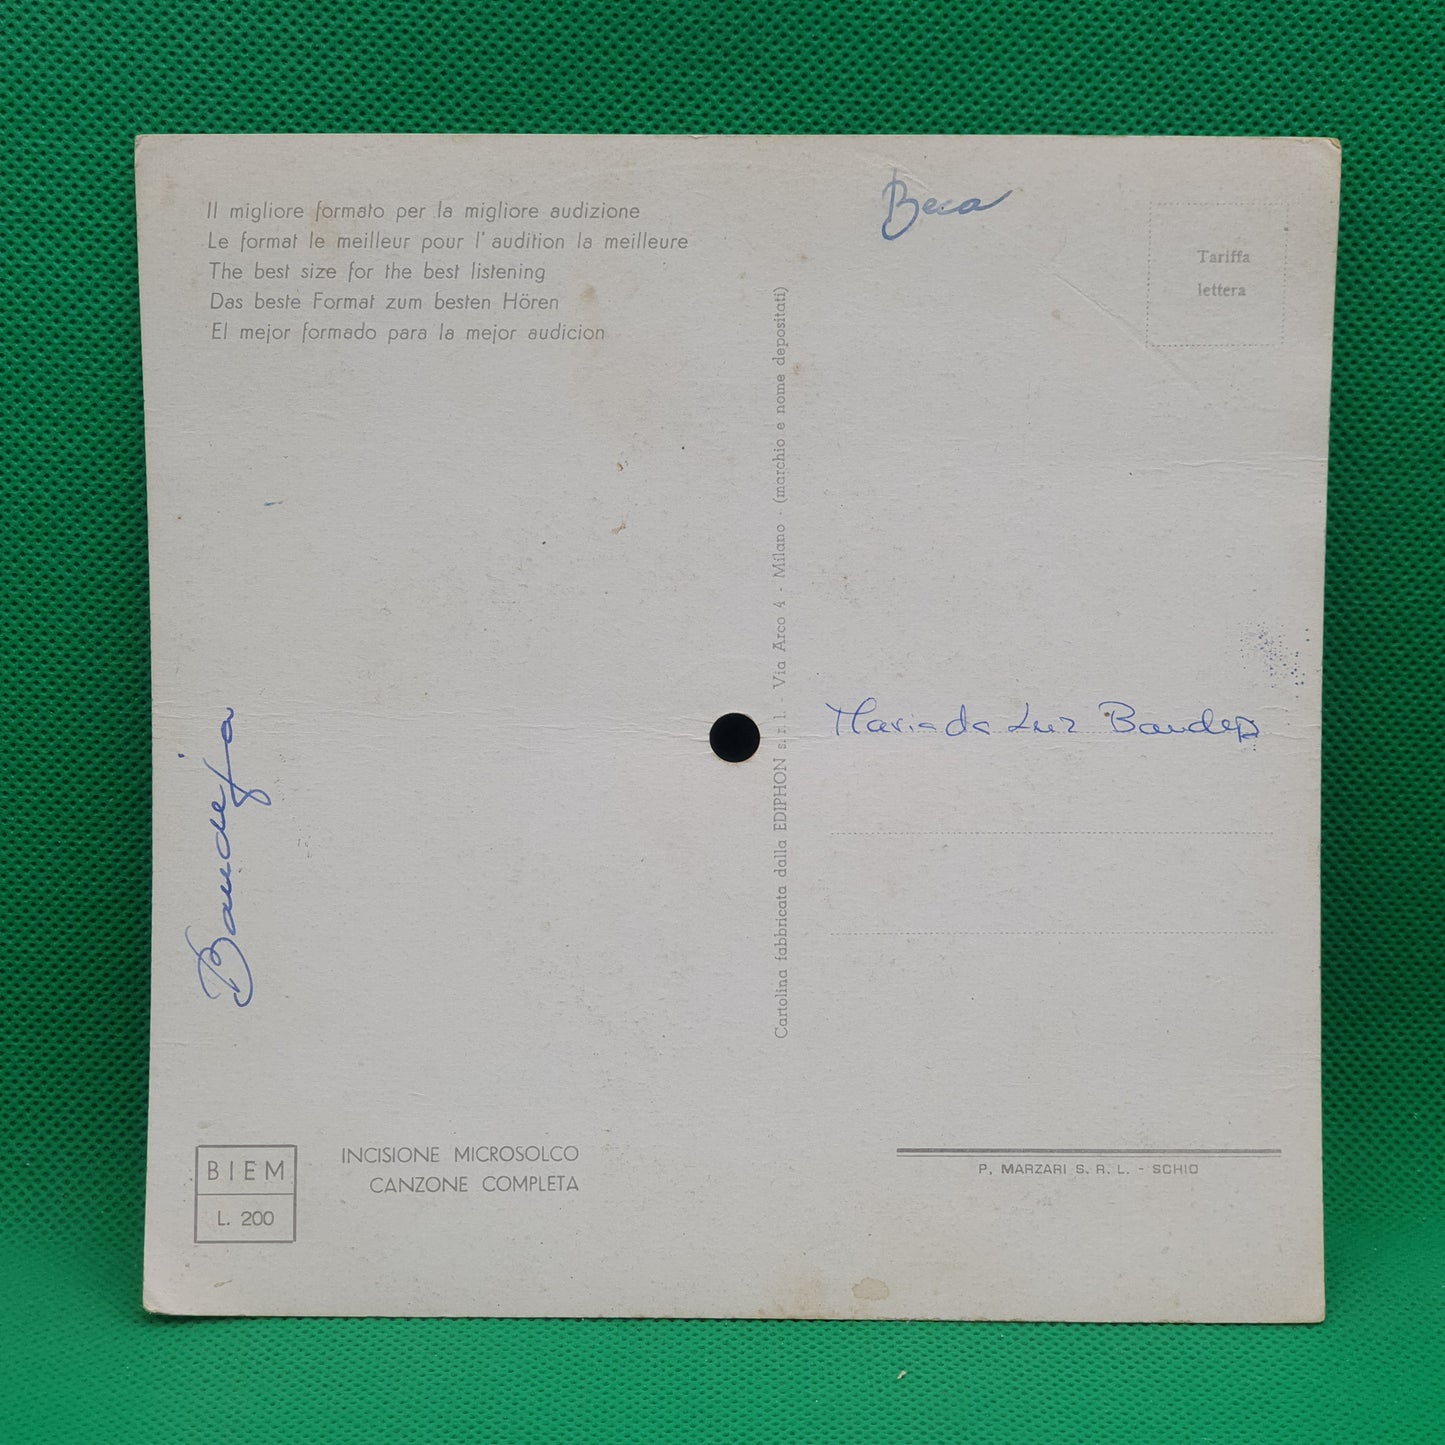 Il migliore formato per la migliore audizione
Le format le meilleur pour l' audition la meilleure
The best size for the best listening
Das beste Format zum besten Hören
El mejor formado para la mejor audicion
Beca
Tariffa
lettera
Cartolina fabbricata dalla EDIPHON s. r. l. - Via Arco 4 - Milano - (marchio e nome depositati)
Maria da Luz
Bandeja
BIEM
L. 200
INCISIONE MICROSOLCO
CANZONE COMPLETA
P, MARZARI S. R. L. - SCHIO